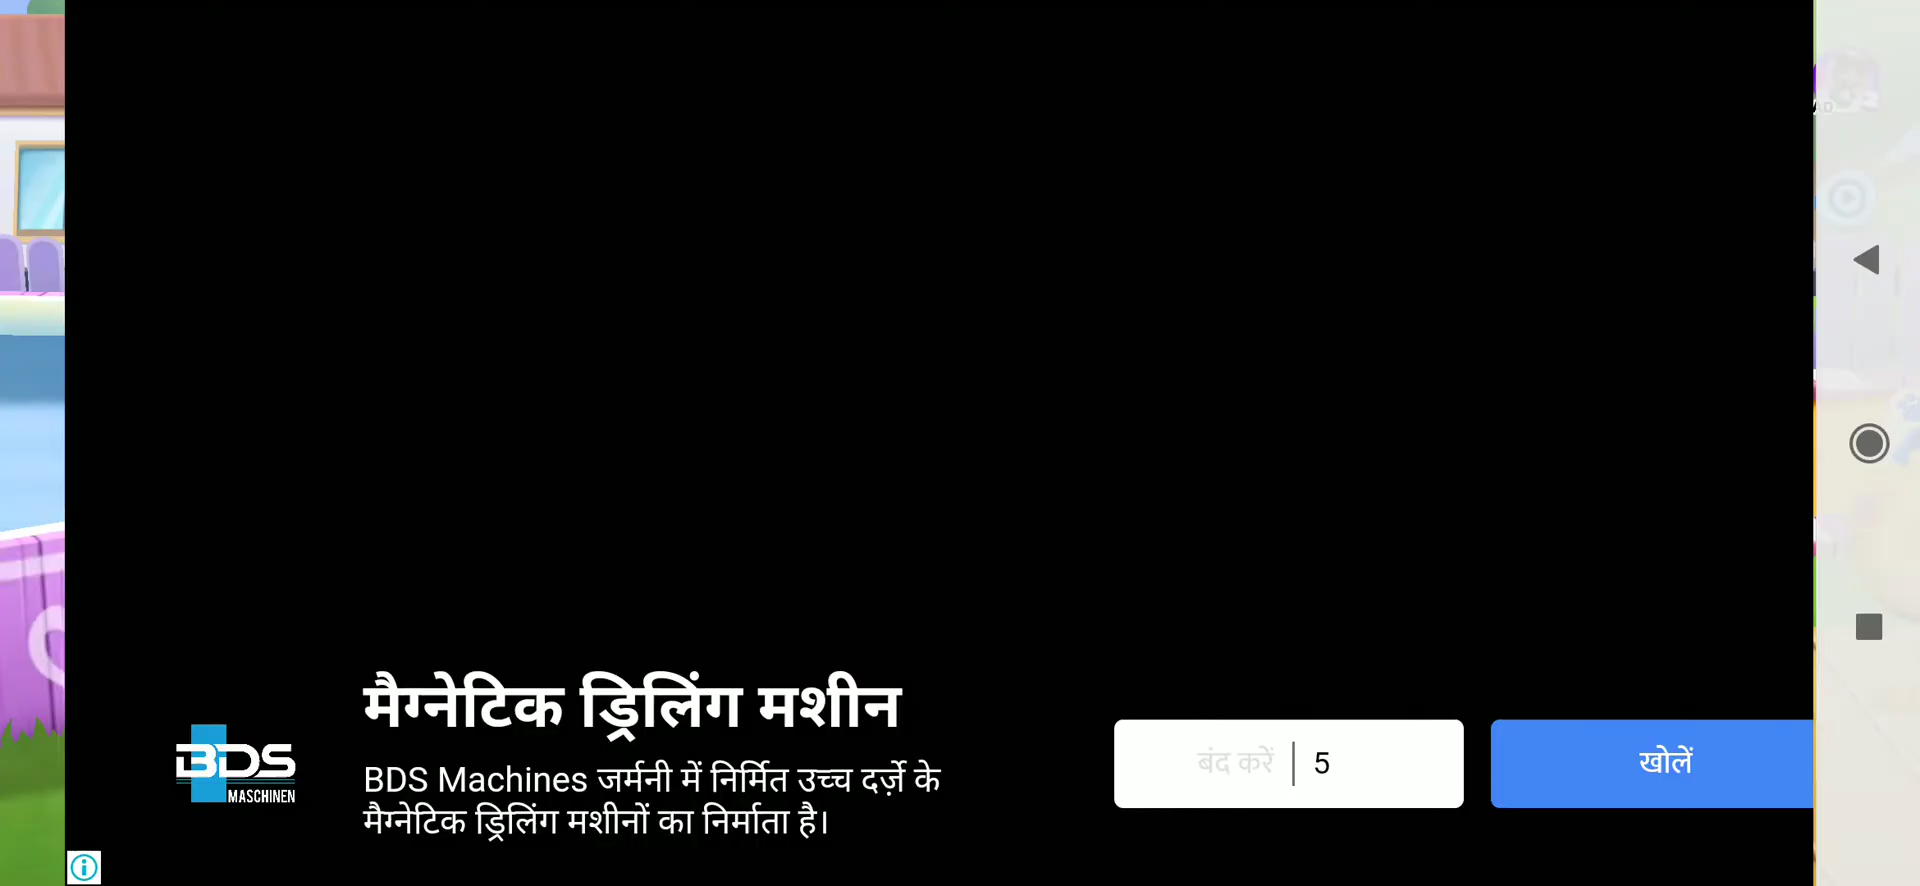 मैग्नेटिक ड्रिलिंग मशीन
BDS Machines जर्मनी में निर्मित उच्च दर्ज़े के
मैग्नेटिक ड्रिलिंग मशीनों का निर्माता है।
BDS
MASCHINEN
बंद करें | 5
खोलें